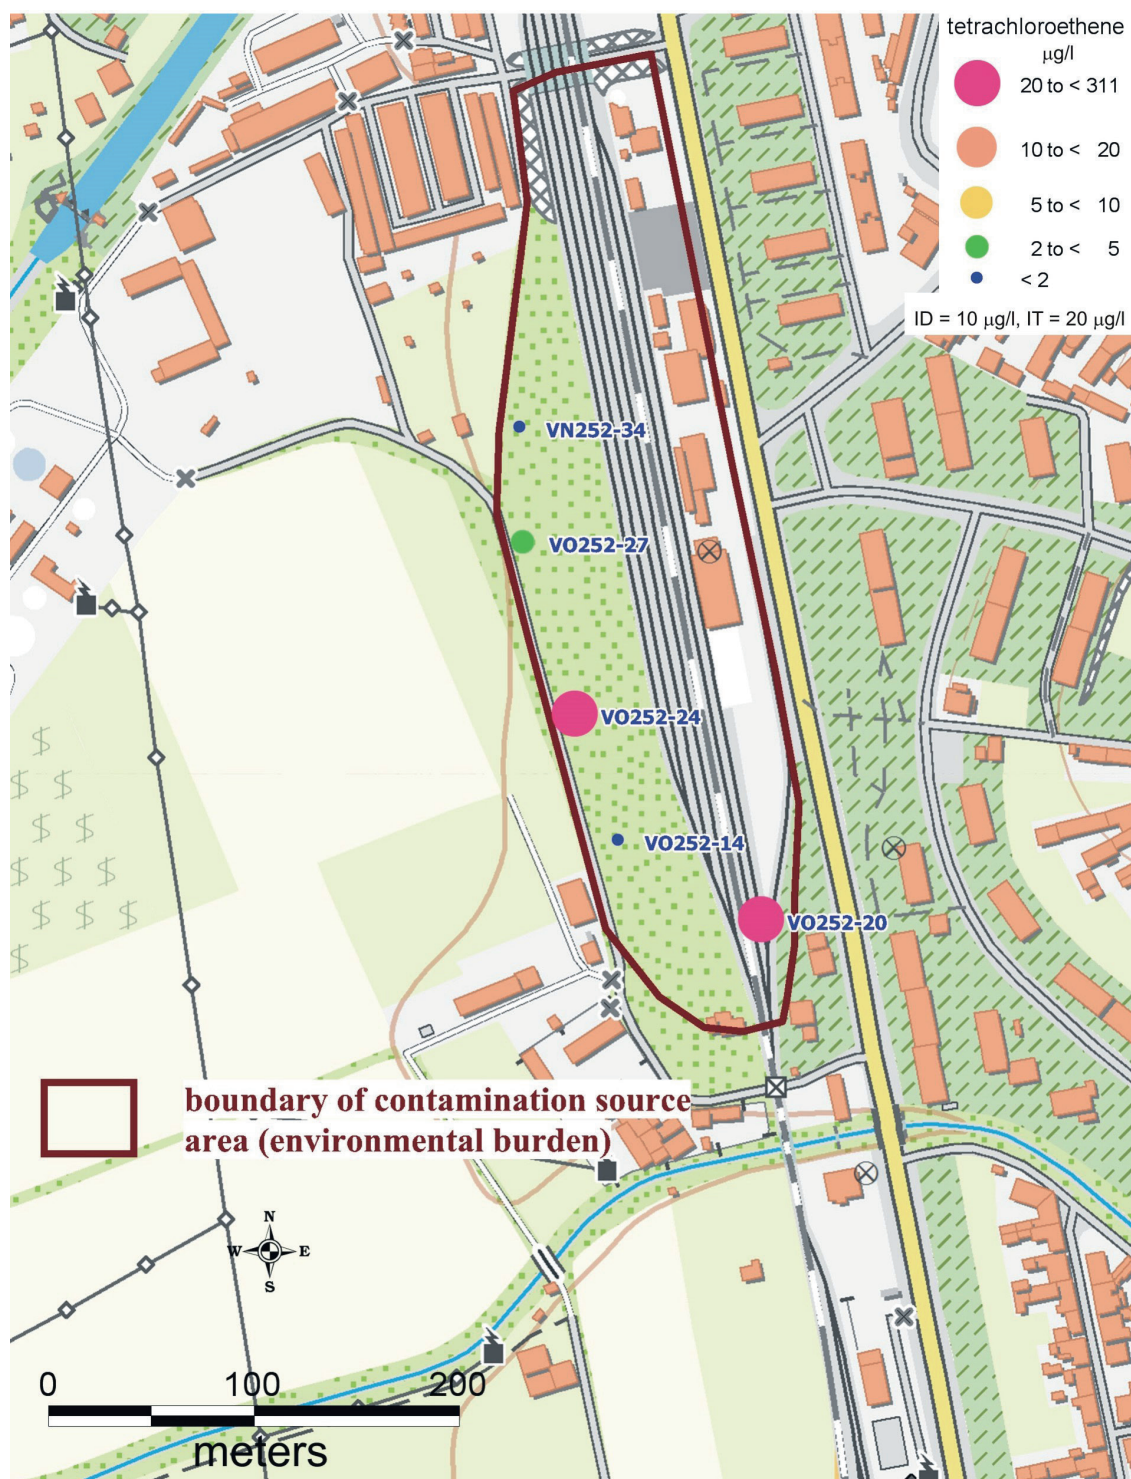 tetrachloroethene
µg/l
20 to < 311
10 to < 20
5 to < 10
2 to < 5
< 2
ID = 10 µg/l, IT = 20 µg/l
VN252-34
VO252-27
VO252-24
VO252-14
VO252-20
boundary of contamination source
area (environmental burden)
N
W E
S
0 100 200
meters